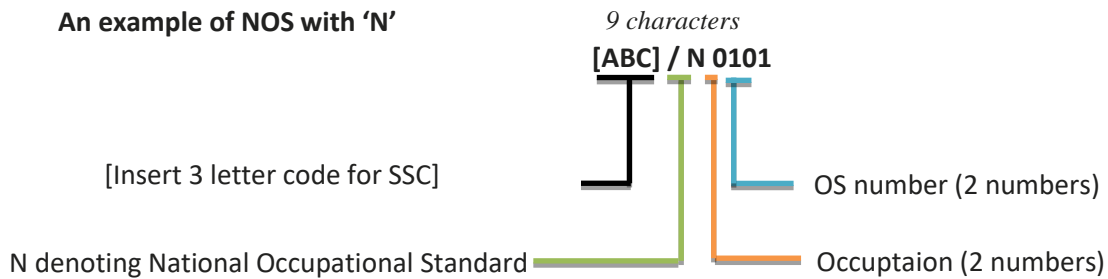 An example of NOS with ‘N’
9 characters
[ABC] / N 0101
[Insert 3 letter code for SSC]
OS number (2 numbers)
N denoting National Occupational Standard
Occuptaion (2 numbers)